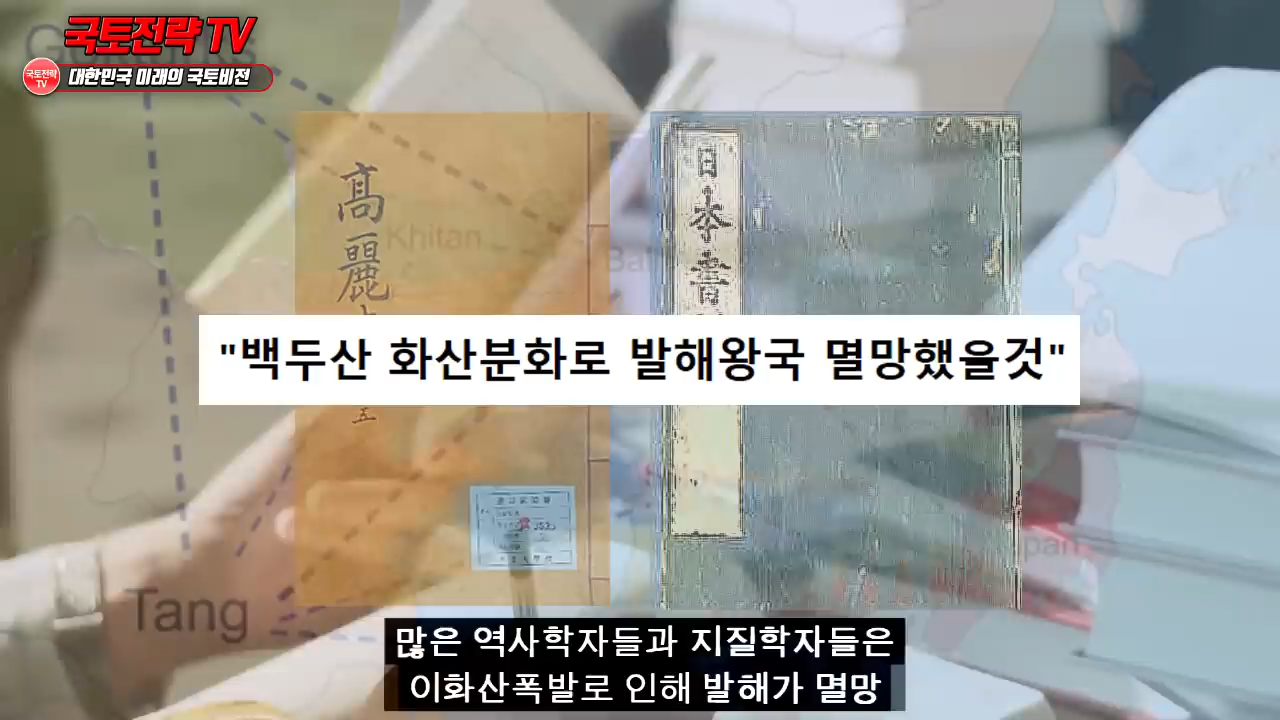 국토전략 TV
국토전략
TV
대한민국 미래의 국토비전
Khitan
Tang
高麗
五
日本書
"백두산 화산분화로 발해왕국 멸망했을것"
많은 역사학자들과 지질학자들은
이화산폭발로 인해 발해가 멸망